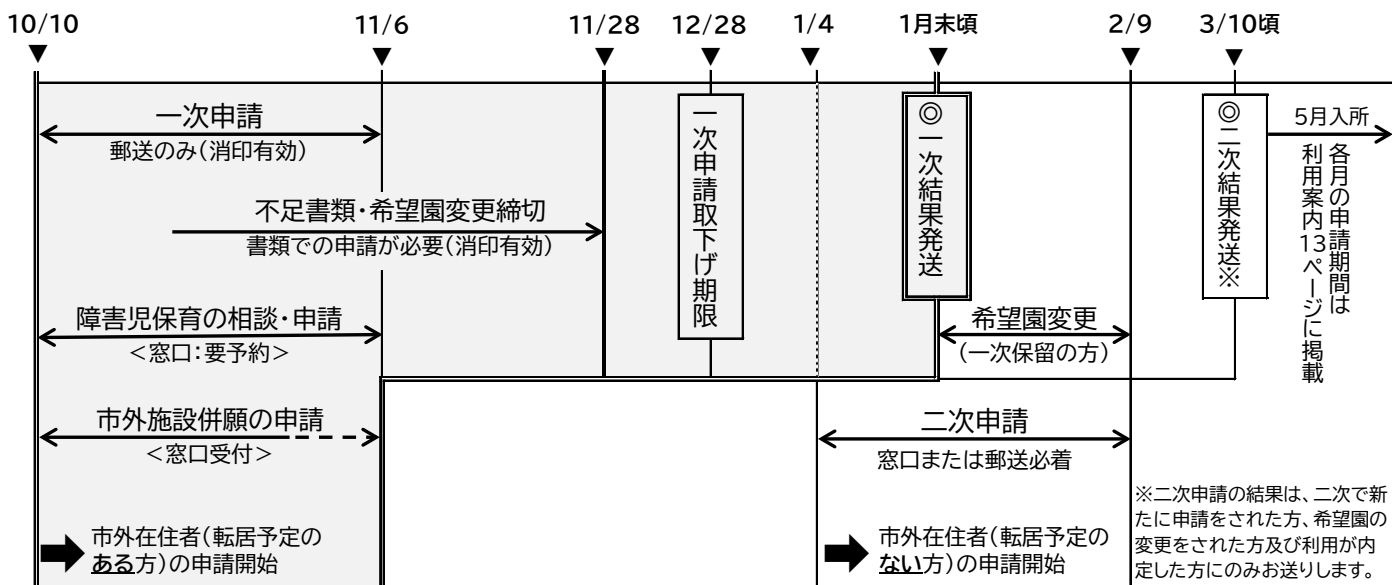 10/10
11/6
11/28
12/28
1/4
1月末頃
2/9
3/10頃
一次申請
郵送のみ(消印有効)
不足書類・希望園変更締切
書類での申請が必要(消印有効)
障害児保育の相談・申請
<窓口:要予約>
市外施設併願の申請
<窓口受付>
市外在住者(転居予定の
ある方)の申請開始
一次申請取下げ期限
◎一次結果発送
希望園変更
(一次保留の方)
二次申請
窓口または郵送必着
市外在住者(転居予定の
ない方)の申請開始
◎二次結果発送※
5月入所
各月の申請期間は
利用案内13ページに掲載
※二次申請の結果は、二次で新
たに申請をされた方、希望園の
変更をされた方及び利用が内
定した方にのみお送りします。